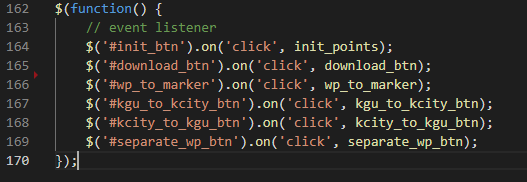 162 $(function() {
163     // event listener
164     $('#init_btn').on('click', init_points);
165     $('#download_btn').on('click', download_btn);
166     $('#wp_to_marker').on('click', wp_to_marker);
167     $('#kgu_to_kcity_btn').on('click', kgu_to_kcity_btn);
168     $('#kcity_to_kgu_btn').on('click', kcity_to_kgu_btn);
169     $('#separate_wp_btn').on('click', separate_wp_btn);
170 });